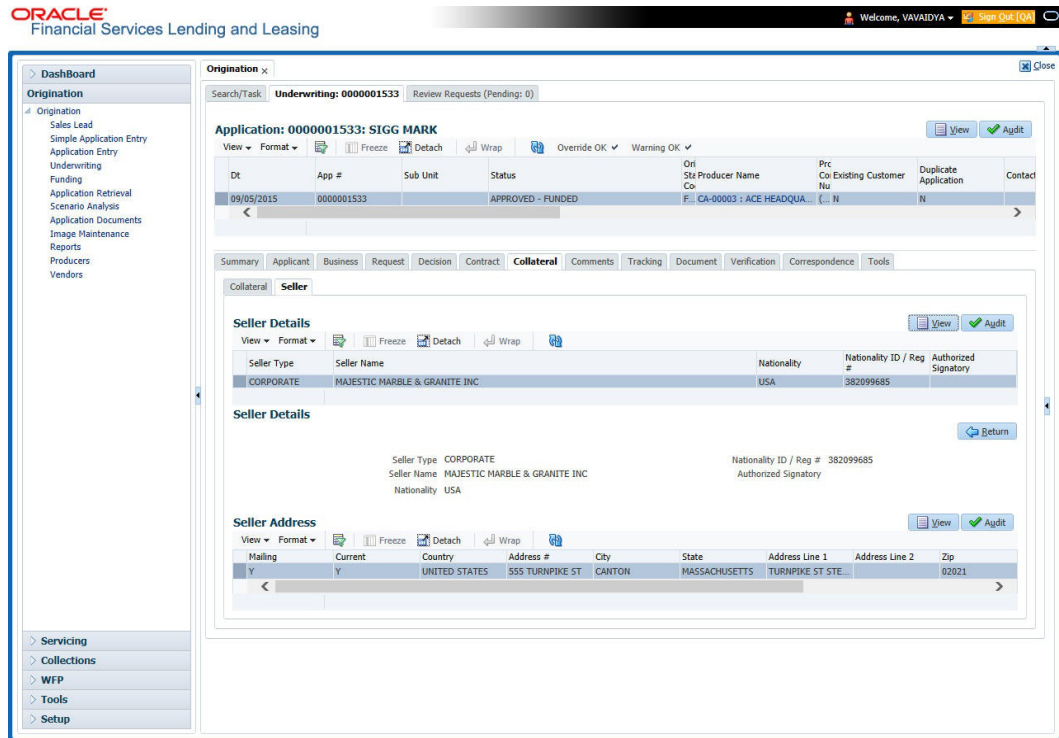 ORACLE
Financial Services Lending and Leasing
Welcome, VAVAIDYA
Sign Out [QA]
Close
DashBoard
Origination
Origination
Sales Lead
Simple Application Entry
Application Entry
Underwriting
Funding
Application Retrieval
Scenario Analysis
Application Documents
Image Maintenance
Reports
Producers
Vendors
Servicing
Collections
WFP
Tools
Setup
Origination
Search/Task Underwriting: 0000001533 Review Requests (Pending: 0)
Application: 0000001533: SIGG MARK
View Audit
View Format Freeze Detach Wrap Override OK Warning OK
Dt App # Sub Unit Status Ori Sta Co Producer Name Prc Co Nu Existing Customer Duplicate Application Contact
09/05/2015 0000001533 APPROVED - FUNDED F... CA-00003 : ACE HEADQUA... (... N N
Summary Applicant Business Request Decision Contract Collateral Comments Tracking Document Verification Correspondence Tools
Collateral Seller
Seller Details
View Audit
View Format Freeze Detach Wrap
Seller Type Seller Name Nationality Nationality ID / Reg # Authorized Signatory
CORPORATE MAJESTIC MARBLE & GRANITE INC USA 382099685
Seller Details
Return
Seller Type CORPORATE Nationality ID / Reg # 382099685
Seller Name MAJESTIC MARBLE & GRANITE INC Authorized Signatory
Nationality USA
Seller Address
View Audit
View Format Freeze Detach Wrap
Mailing Current Country Address # City State Address Line 1 Address Line 2 Zip
Y Y UNITED STATES 555 TURNPIKE ST CANTON MASSACHUSETTS TURNPIKE ST STE... 02021